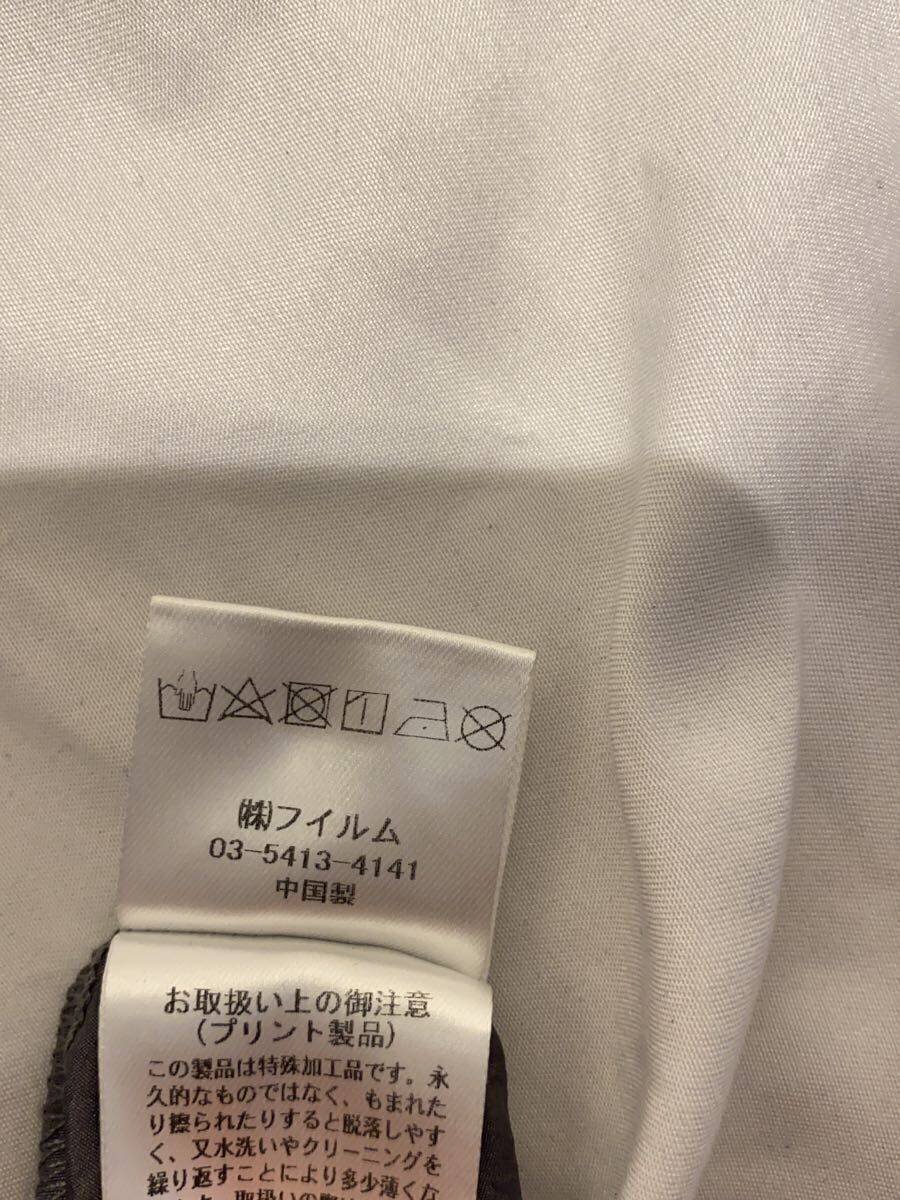 ㈱フイルム
03-5413-4141
中国製
お取扱い上の御注意
(プリント製品)
この製品は特殊加工品です。永
久的なものではなく、もまれた
り擦られたりすると脱落しやす
く、又水洗いやクリーニングを
繰り返すことにより多少薄くな